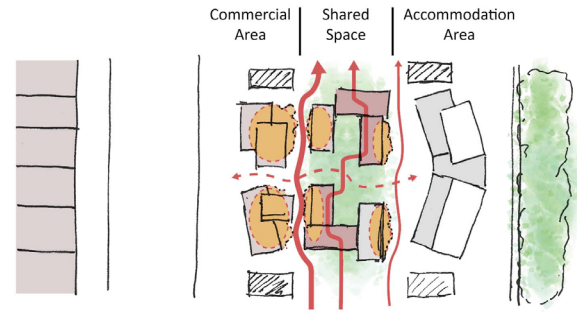 Commercial
Area
Shared
Space
Accommodation
Area